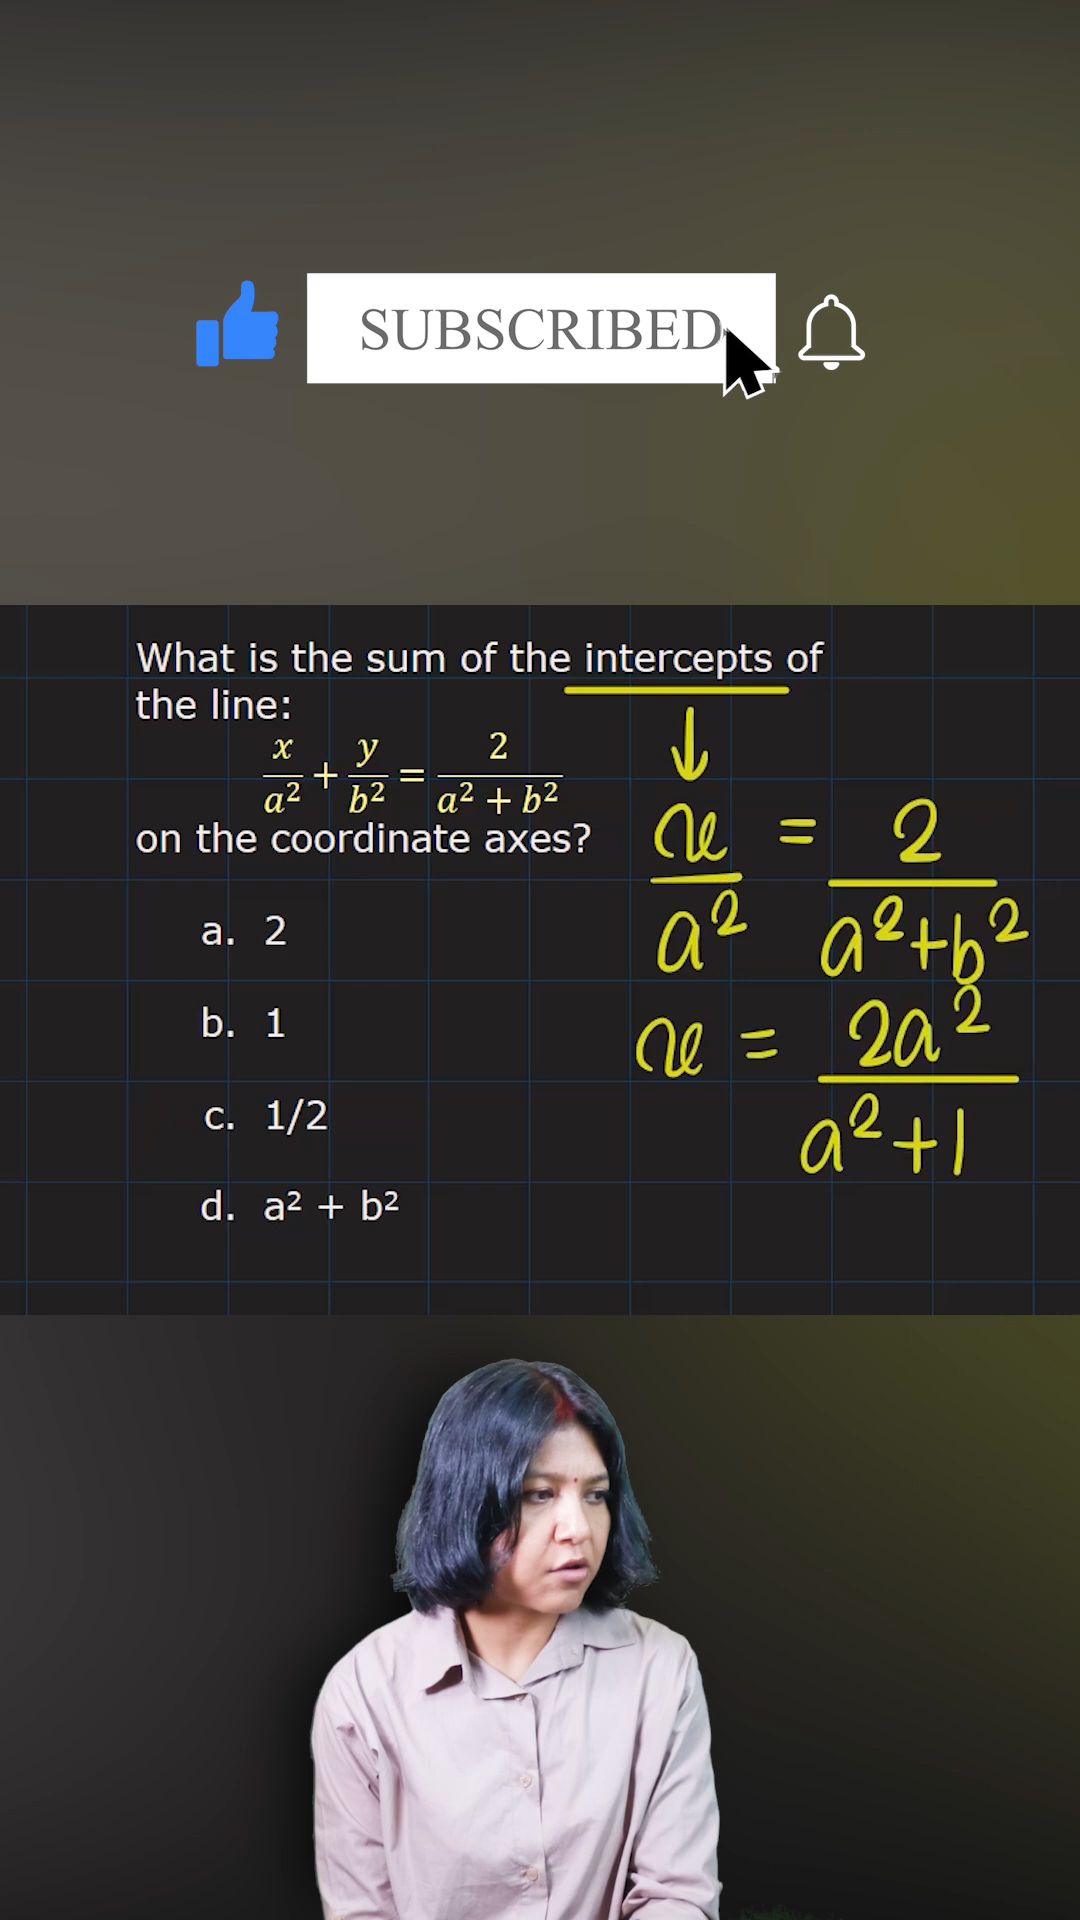 SUBSCRIBED
What is the sum of the intercepts of
the line:
x/a² + y/b² = 2/(a² + b²)
on the coordinate axes?
a. 2
b. 1
c. 1/2
d. a² + b²
x/a² = 2/(a²+b²)
x = 2a²/(a²+1